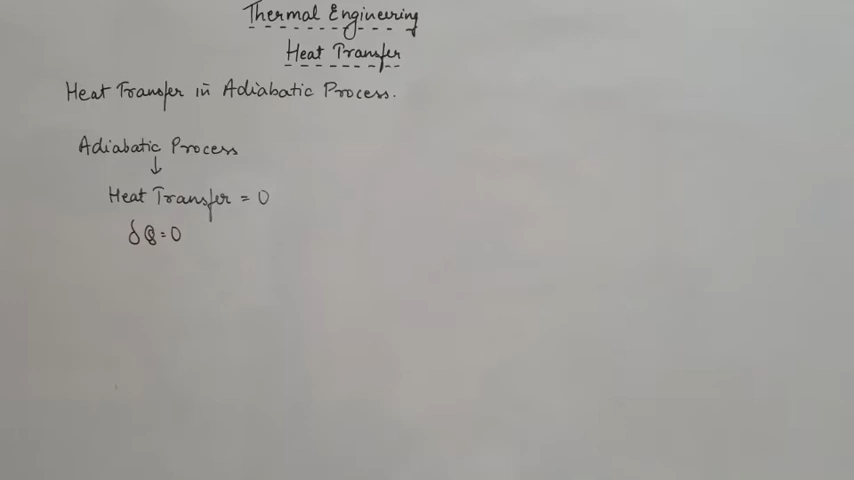 Thermal Engineering
Heat Transfer
Heat Transfer in Adiabatic Process.
Adiabatic Process
↓
Heat Transfer = 0
δQ=0